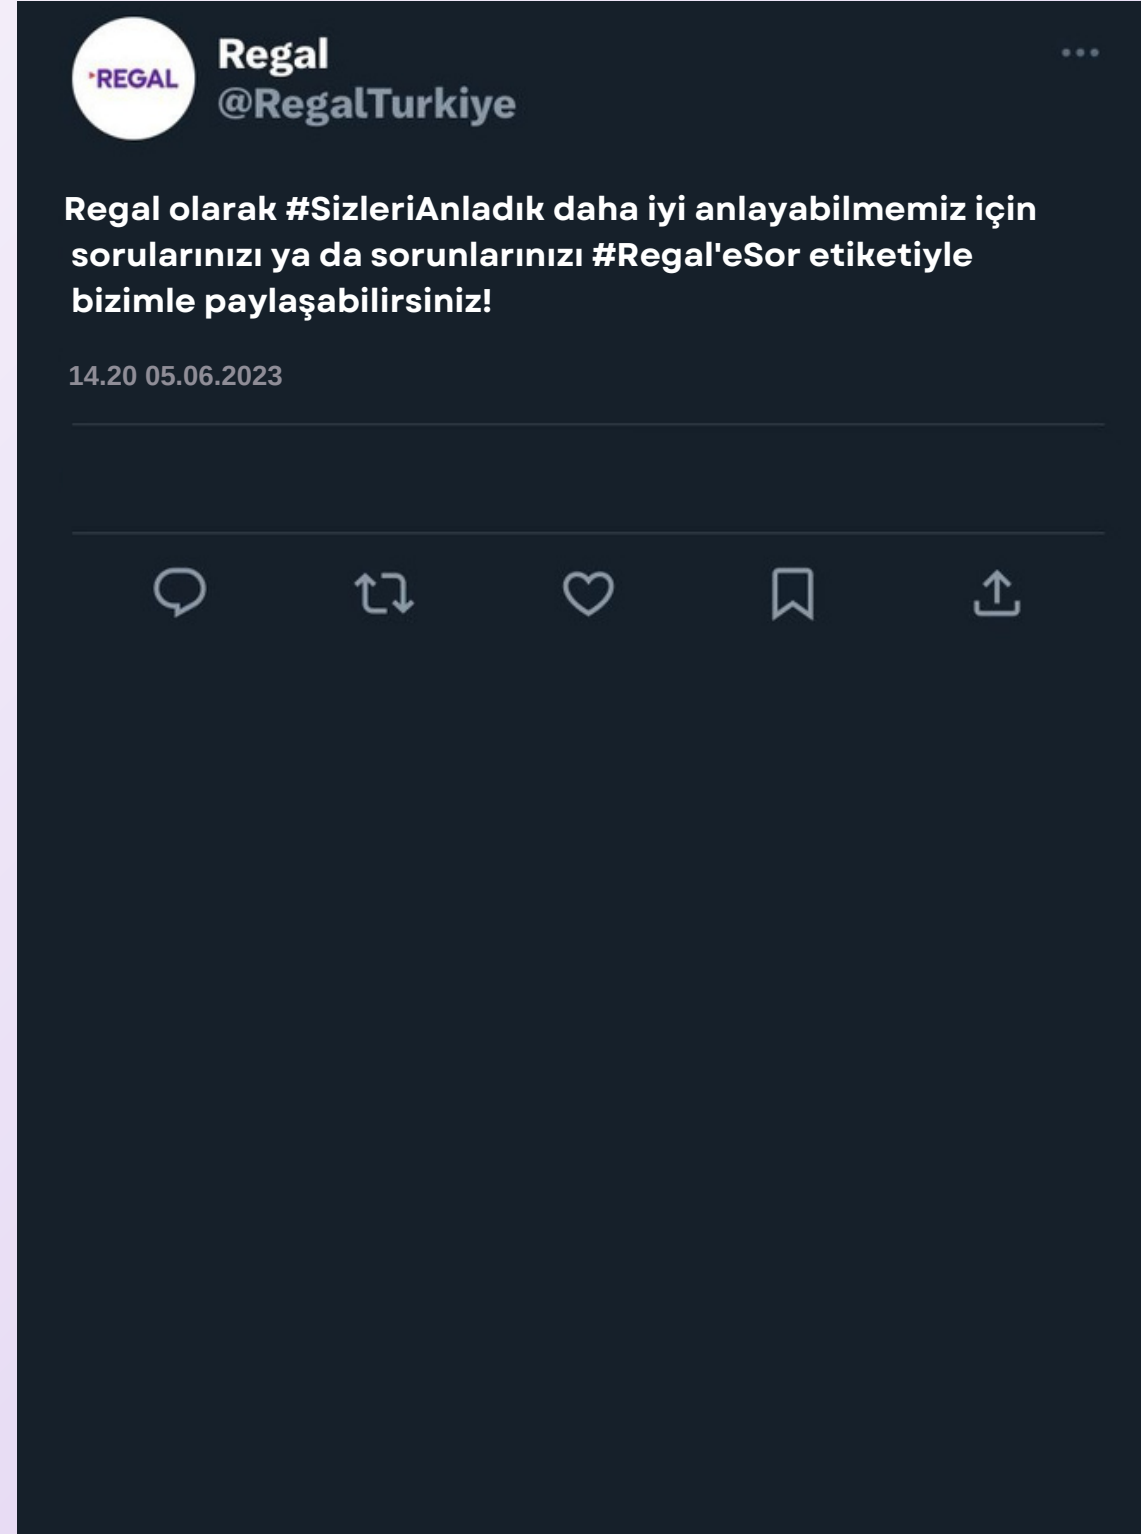 REGAL
Regal
@RegalTurkiye
Regal olarak #SizleriAnladık daha iyi anlayabilmemiz için
sorularınızı ya da sorunlarınızı #Regal'eSor etiketiyle
bizimle paylaşabilirsiniz!
14.20 05.06.2023